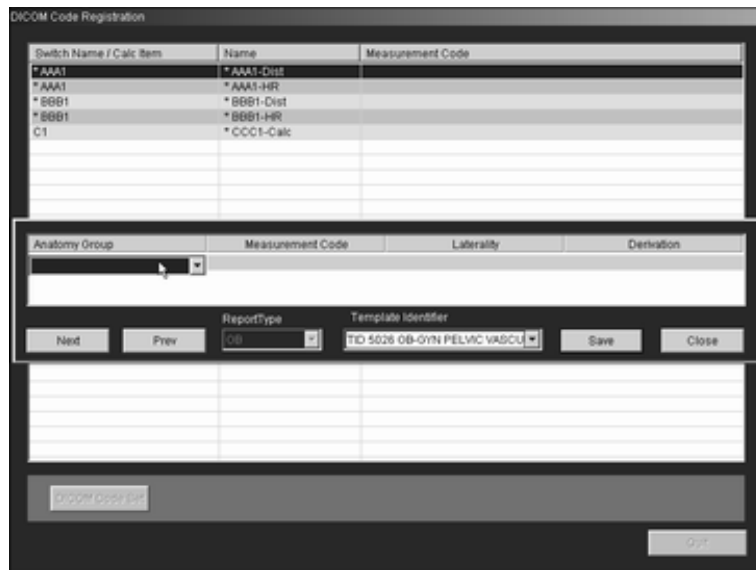 DICOM Code Registration
Switch Name / Calc Item Name Measurement Code
* AAA1 * AAA1-Dist
* AAA1 * AAA1-HR
* BBB1 * BBB1-Dist
* BBB1 * BBB1-HR
C1 * CCC1-Calc
Anatomy Group Measurement Code Laterality Derivation
ReportType Template Identifier
Next Prev OB TID 5026 OB-GYN PELVIC VASCU Save Close
DICOM Code Set
Quit